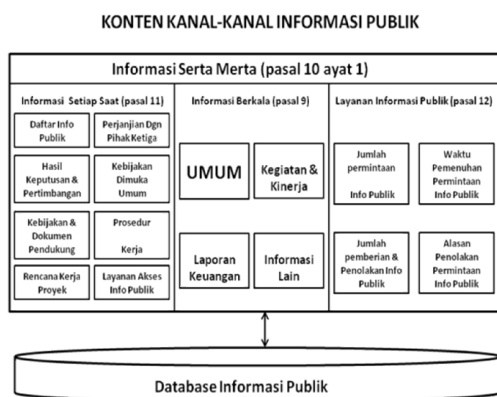 KONTEN KANAL-KANAL INFORMASI PUBLIK
Informasi Serta Merta (pasal 10 ayat 1)
Informasi Setiap Saat (pasal 11)
Daftar Info
Publik
Perjanjian Dgn
Pihak Ketiga
Hasil
Keputusan &
Pertimbangan
Kebijakan
Dimuka
Umum
Kebijakan &
Dokumen
Pendukung
Prosedur
Kerja
Rencana Kerja
Proyek
Layanan Akses
Info Publik
Informasi Berkala (pasal 9)
UMUM
Kegiatan &
Kinerja
Laporan
Keuangan
Informasi
Lain
Layanan Informasi Publik (pasal 12)
Jumlah
permintaan
Info Publik
Waktu
Pemenuhan
Permintaan
Info Publik
Jumlah
pemberian &
Penolakan Info
Publik
Alasan
Penolakan
Permintaan
Info Publik
Database Informasi Publik